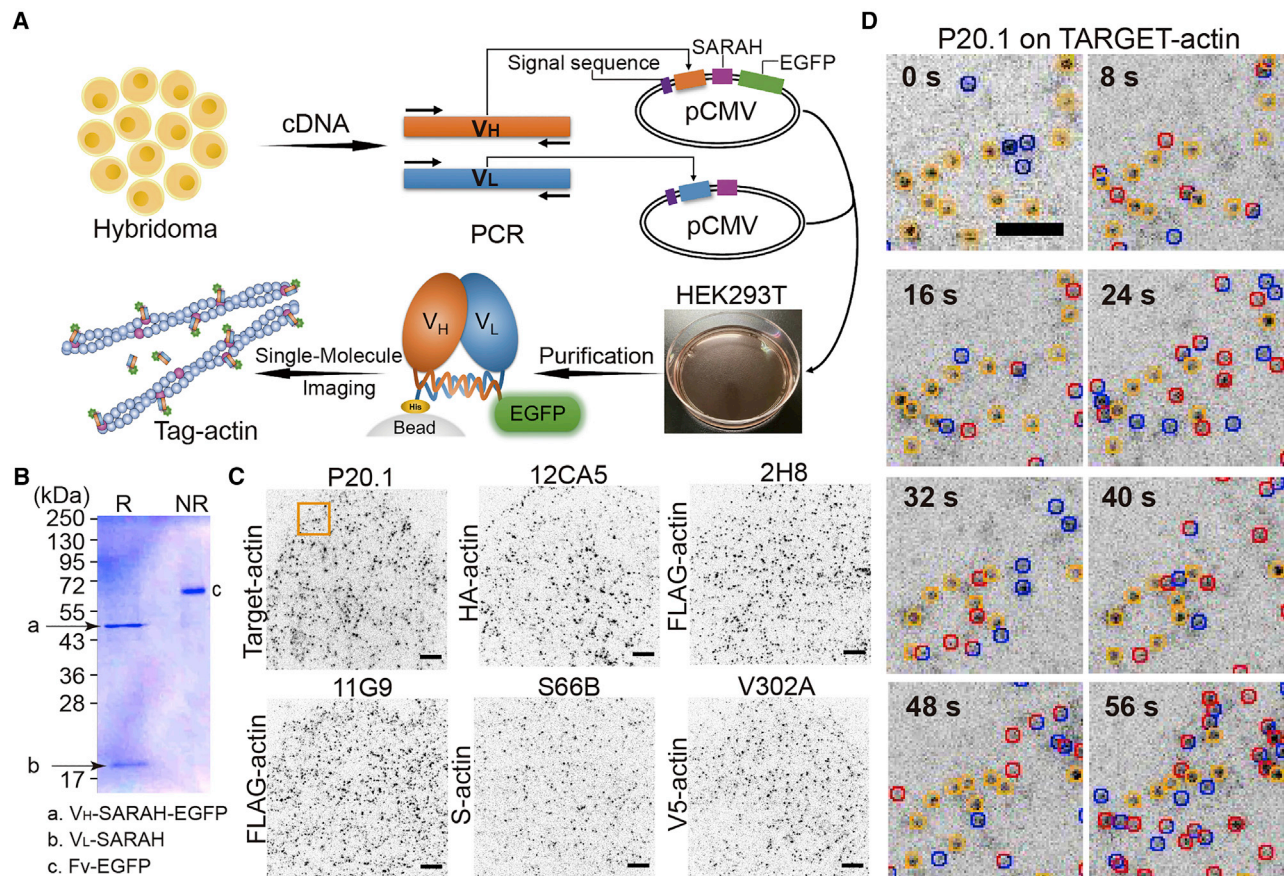 A
Signal sequence
SARAH
EGFP
cDNA
VH
VL
pCMV
pCMV
Hybridoma
PCR
HEK293T
Purification
VH
VL
His
Bead
EGFP
Single-Molecule
Imaging
Tag-actin
B
(kDa)
R
NR
250
130
95
72
55
43
36
28
17
a
b
c
a. VH-SARAH-EGFP
b. VL-SARAH
c. Fv-EGFP
C
P20.1
12CA5
2H8
Target-actin
HA-actin
FLAG-actin
11G9
S66B
V302A
FLAG-actin
S-actin
V5-actin
D
P20.1 on TARGET-actin
0 s
8 s
16 s
24 s
32 s
40 s
48 s
56 s